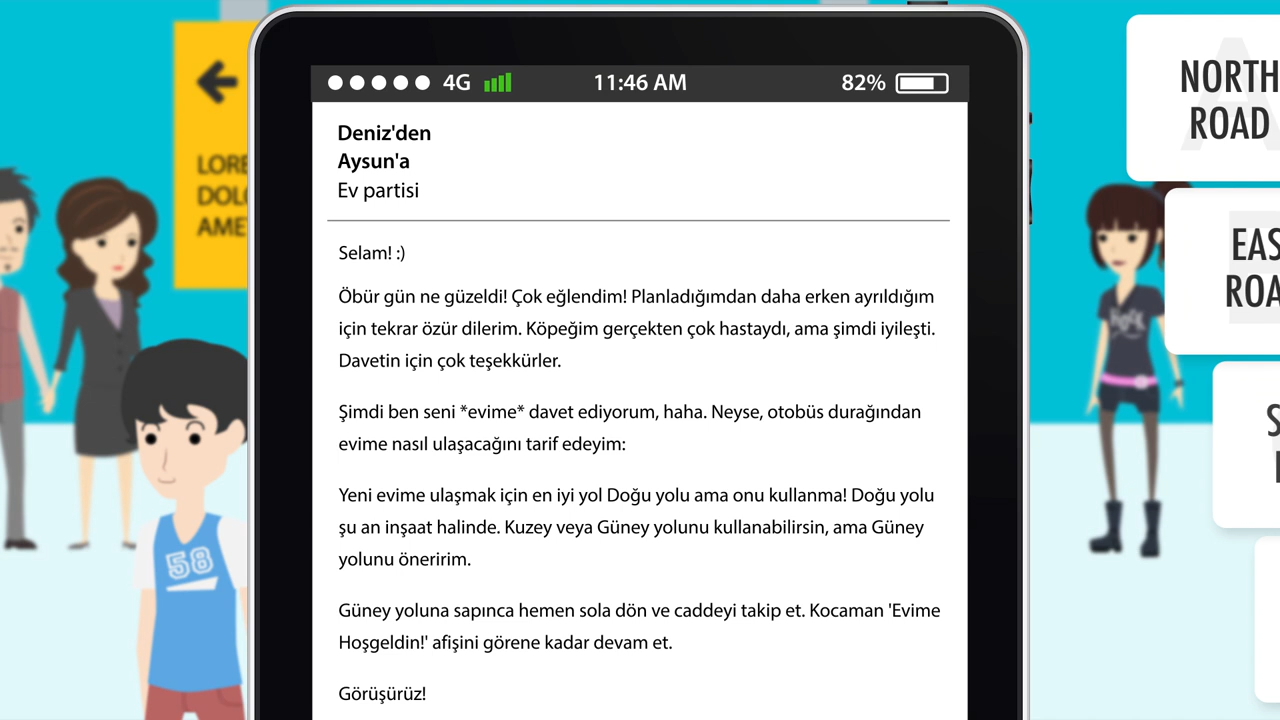 4G 11:46 AM 82%
Deniz'den
Aysun'a
Ev partisi
Selam! :)
Öbür gün ne güzeldi! Çok eğlendim! Planladığımdan daha erken ayrıldığım
için tekrar özür dilerim. Köpeğim gerçekten çok hastaydı, ama şimdi iyileşti.
Davetin için çok teşekkürler.
Şimdi ben seni *evime* davet ediyorum, haha. Neyse, otobüs durağından
evime nasıl ulaşacağını tarif edeyim:
Yeni evime ulaşmak için en iyi yol Doğu yolu ama onu kullanma! Doğu yolu
şu an inşaat halinde. Kuzey veya Güney yolunu kullanabilirsin, ama Güney
yolunu öneririm.
Güney yoluna sapınca hemen sola dön ve caddeyi takip et. Kocaman 'Evime
Hoşgeldin!' afişini görene kadar devam et.
Görüşürüz!
58
NORTH
ROAD